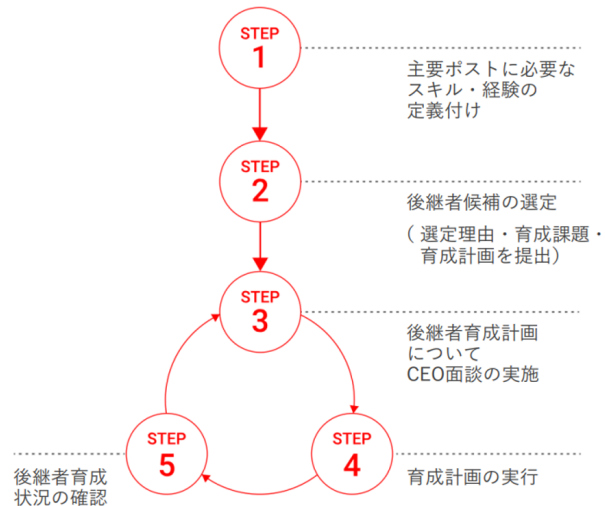 STEP
1
主要ポストに必要な
スキル・経験の
定義付け
STEP
2
後継者候補の選定
( 選定理由・育成課題・
育成計画を提出)
STEP
3
後継者育成計画
について
CEO面談の実施
STEP
4
育成計画の実行
STEP
5
後継者育成
状況の確認